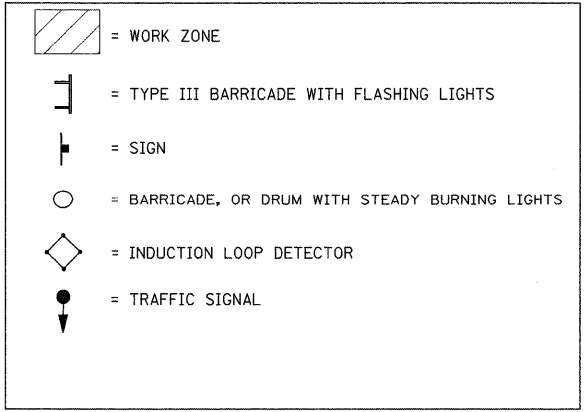 = WORK ZONE
= TYPE III BARRICADE WITH FLASHING LIGHTS
= SIGN
= BARRICADE, OR DRUM WITH STEADY BURNING LIGHTS
= INDUCTION LOOP DETECTOR
= TRAFFIC SIGNAL